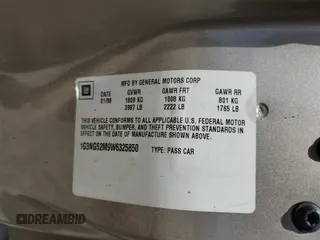 GM
MFD BY GENERAL MOTORS CORP
DATE GVWR GAWR FRT GAWR RR
01/98 1809 KG 1008 KG 801 KG
3987 LB 2222 LB 1765 LB
THIS VEHICLE CONFORMS TO ALL APPLICABLE U.S. FEDERAL MOTOR
VEHICLE SAFETY, BUMPER, AND THEFT PREVENTION STANDARDS IN
EFFECT ON THE DATE OF MANUFACTURE SHOWN ABOVE.
TYPE: PASS CAR
DREAMBID